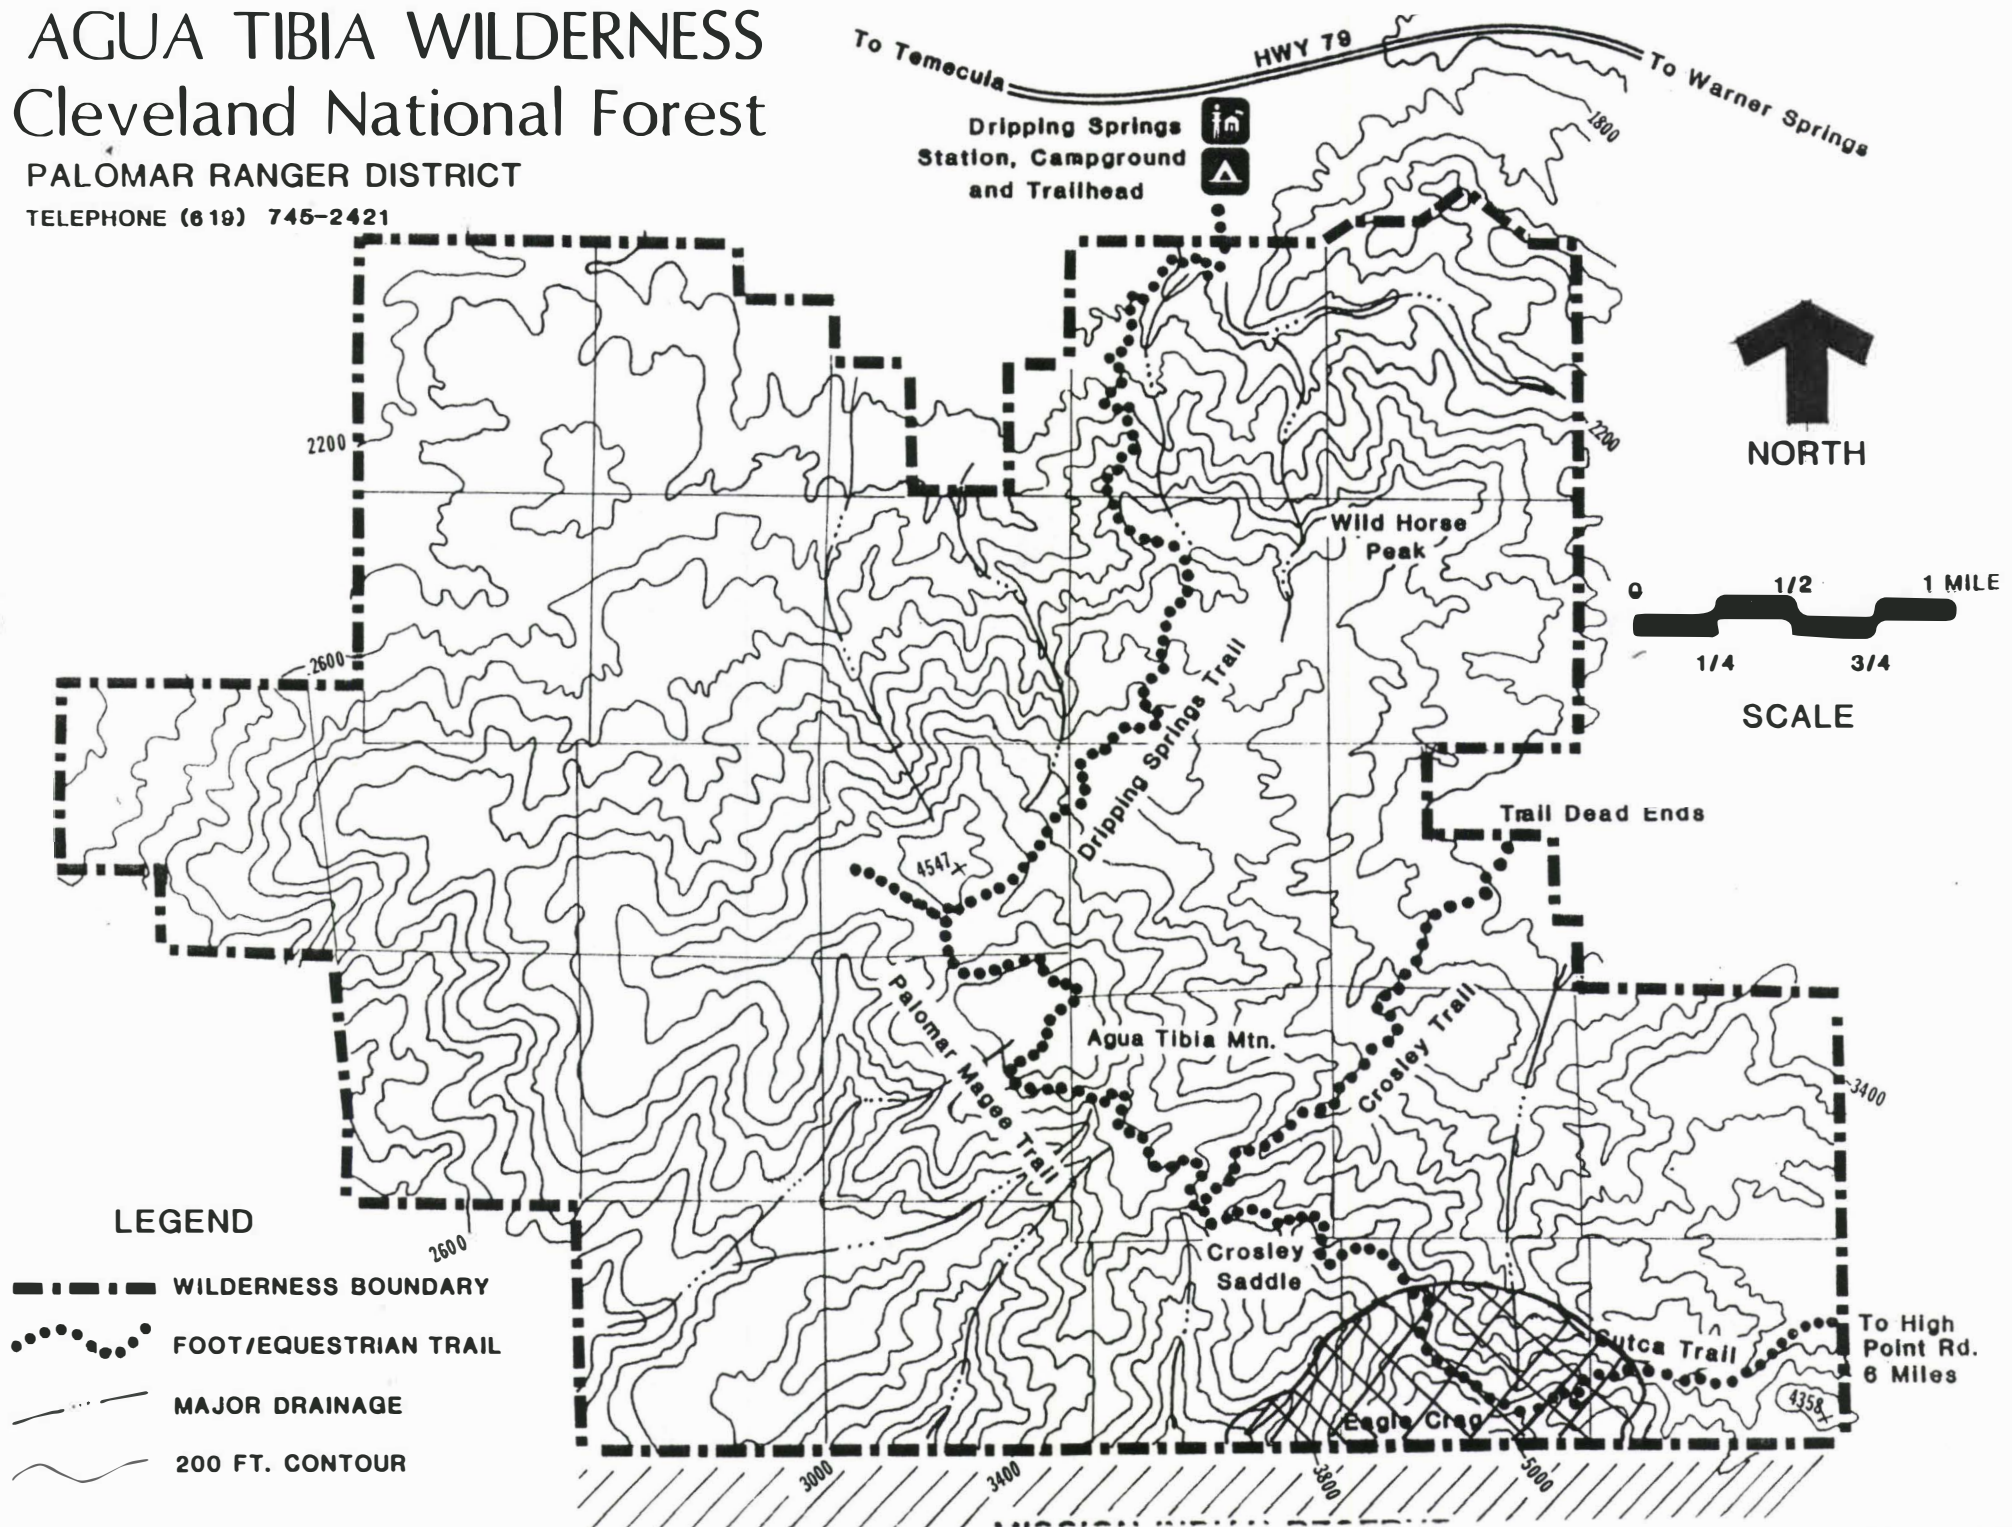 AGUA TIBIA WILDERNESS
Cleveland National Forest
PALOMAR RANGER DISTRICT
TELEPHONE (619) 745-2421
To Temecula
HWY 79
To Warner Springs
Dripping Springs
Station, Campground
and Trailhead
1800
2200
2200
NORTH
Wild Horse
Peak
0
1/2
1 MILE
1/4
3/4
SCALE
2600
Dripping Springs Trail
Trail Dead Ends
4547
Palomar Magee Trail
Agua Tibia Mtn.
Crosley Trail
3400
LEGEND
WILDERNESS BOUNDARY
FOOT/EQUESTRIAN TRAIL
MAJOR DRAINAGE
200 FT. CONTOUR
2600
Crosley
Saddle
Cutca Trail
To High
Point Rd.
6 Miles
4358
Eagle Crag
3000
3400
3800
5000